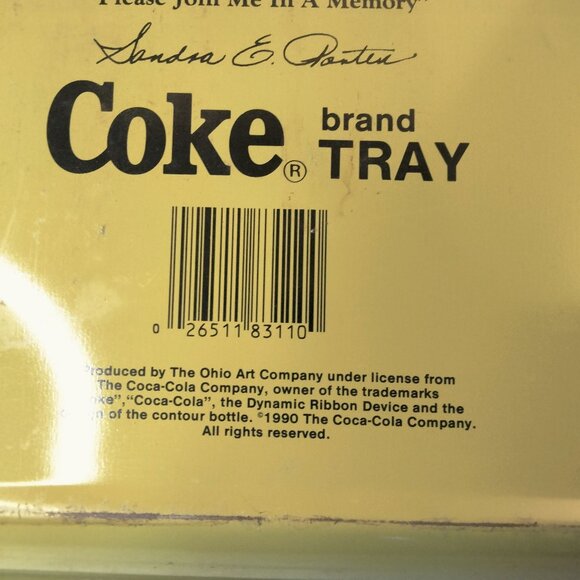 Please Join Me In A Memory"
Sandra E. Porter
Coke® brand TRAY
0 26511 83110
Produced by The Ohio Art Company under license from
The Coca-Cola Company, owner of the trademarks
"Coca-Cola", the Dynamic Ribbon Device and the
of the contour bottle. ©1990 The Coca-Cola Company.
All rights reserved.